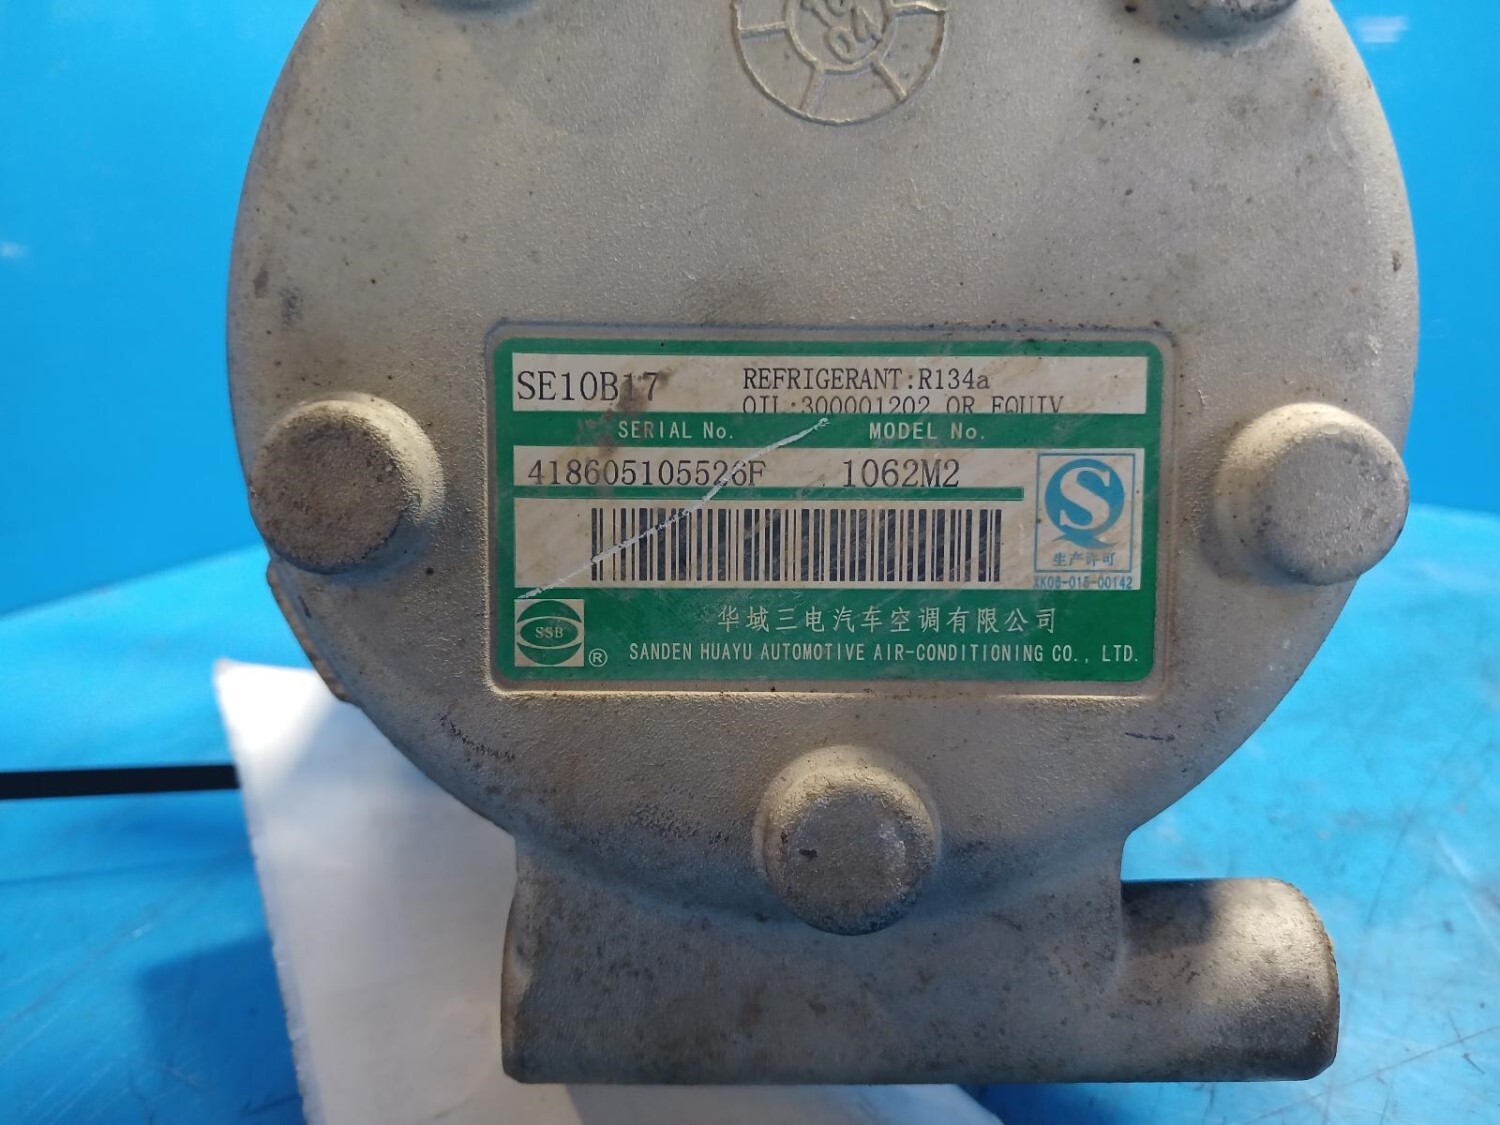 04
SE10B17
REFRIGERANT:R134a
OIL:300001202 OR EQUIV
SERIAL No.
MODEL No.
418605105526F
1062M2
S
生产许可
XK06-015-00142
SSB
®
华域三电汽车空调有限公司
SANDEN HUAYU AUTOMOTIVE AIR-CONDITIONING CO., LTD.